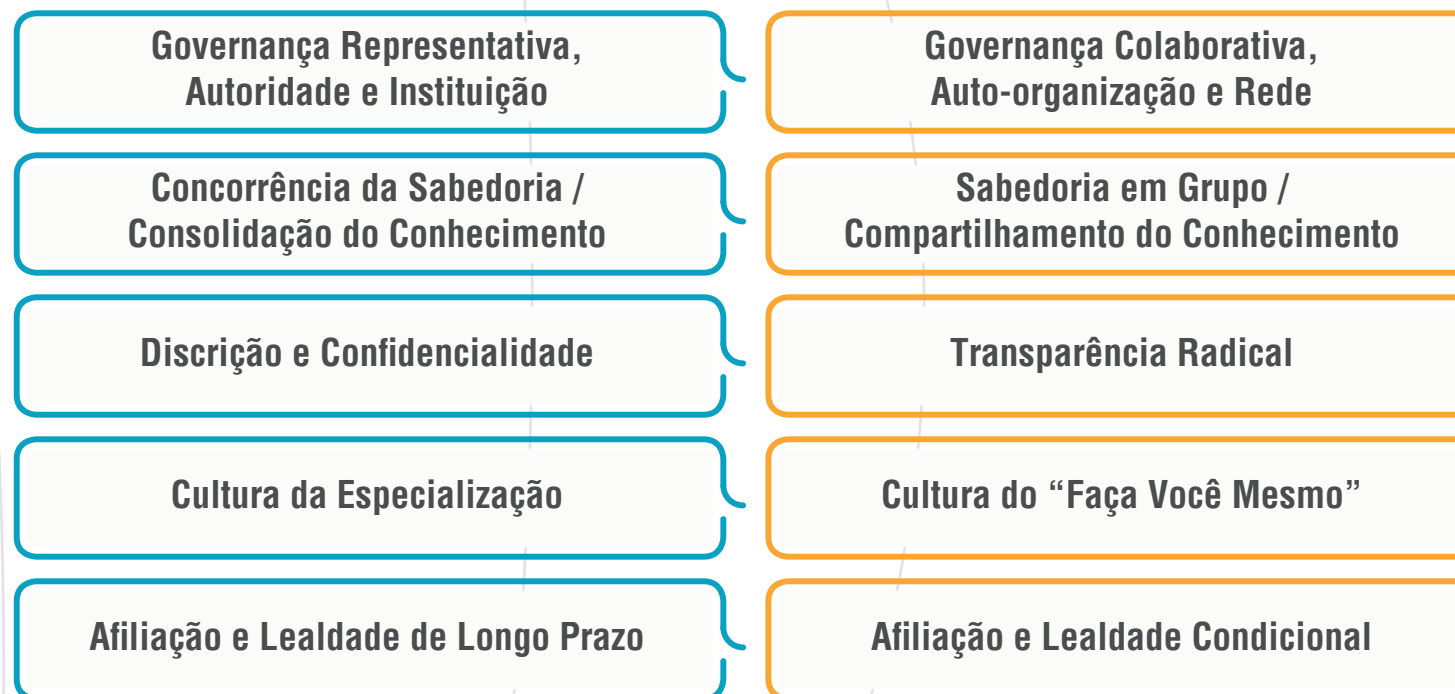 Governança Representativa,
Autoridade e Instituição
Governança Colaborativa,
Auto-organização e Rede
Concorrência da Sabedoria /
Consolidação do Conhecimento
Sabedoria em Grupo /
Compartilhamento do Conhecimento
Discrição e Confidencialidade
Transparência Radical
Cultura da Especialização
Cultura do “Faça Você Mesmo”
Afiliação e Lealdade de Longo Prazo
Afiliação e Lealdade Condicional